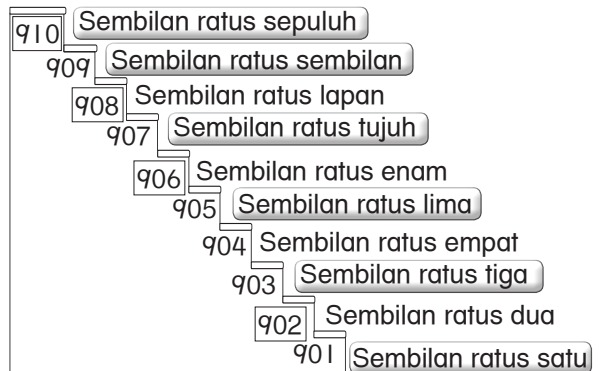 910 Sembilan ratus sepuluh
909 Sembilan ratus sembilan
908 Sembilan ratus lapan
907 Sembilan ratus tujuh
906 Sembilan ratus enam
905 Sembilan ratus lima
904 Sembilan ratus empat
903 Sembilan ratus tiga
902 Sembilan ratus dua
901 Sembilan ratus satu